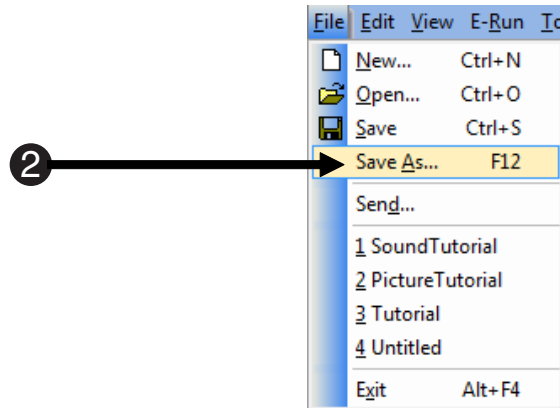 File Edit View E-Run To
New... Ctrl+N
Open... Ctrl+O
Save Ctrl+S
2 Save As... F12
Send...
1 SoundTutorial
2 PictureTutorial
3 Tutorial
4 Untitled
Exit Alt+F4